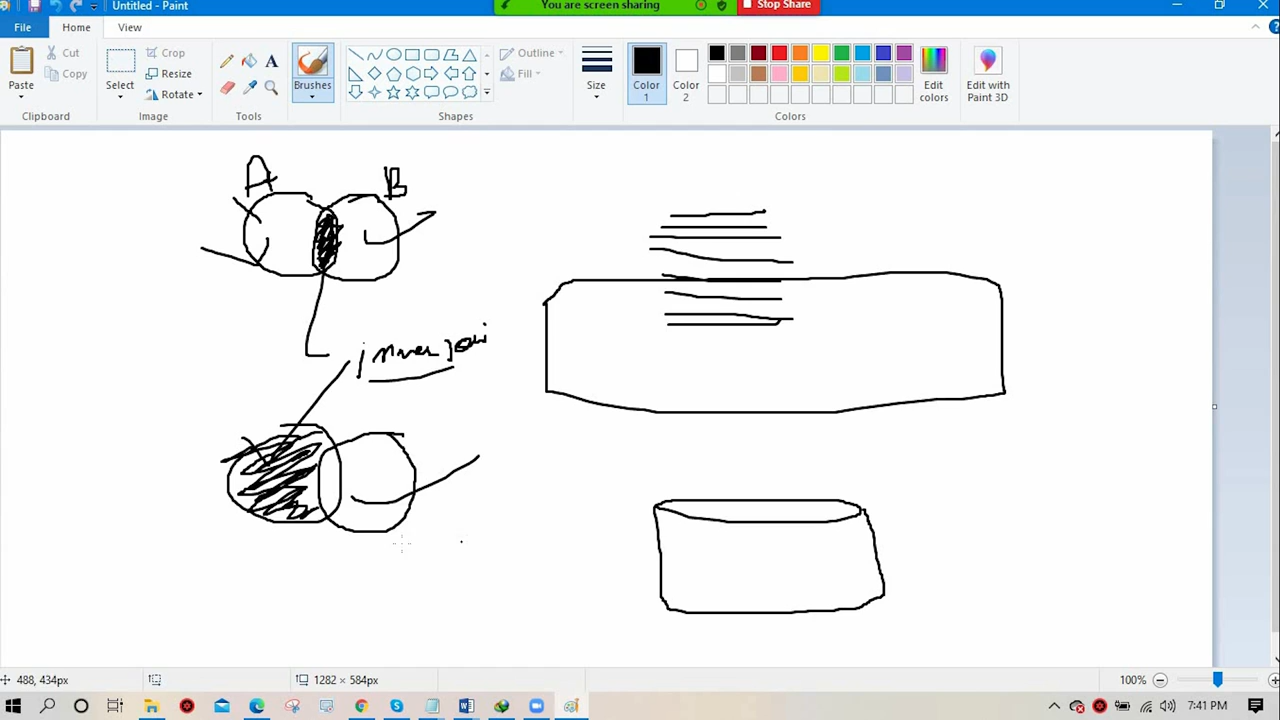 Untitled - Paint
You are screen sharing
Stop Share
File
Home
View
Paste
Cut
Copy
Clipboard
Select
Crop
Resize
Rotate
Image
Tools
Brushes
Shapes
Outline
Fill
Size
Color 1
Color 2
Edit colors
Edit with Paint 3D
Colors
A
B
inner join
488, 434px
1282 × 584px
100%
7:41 PM